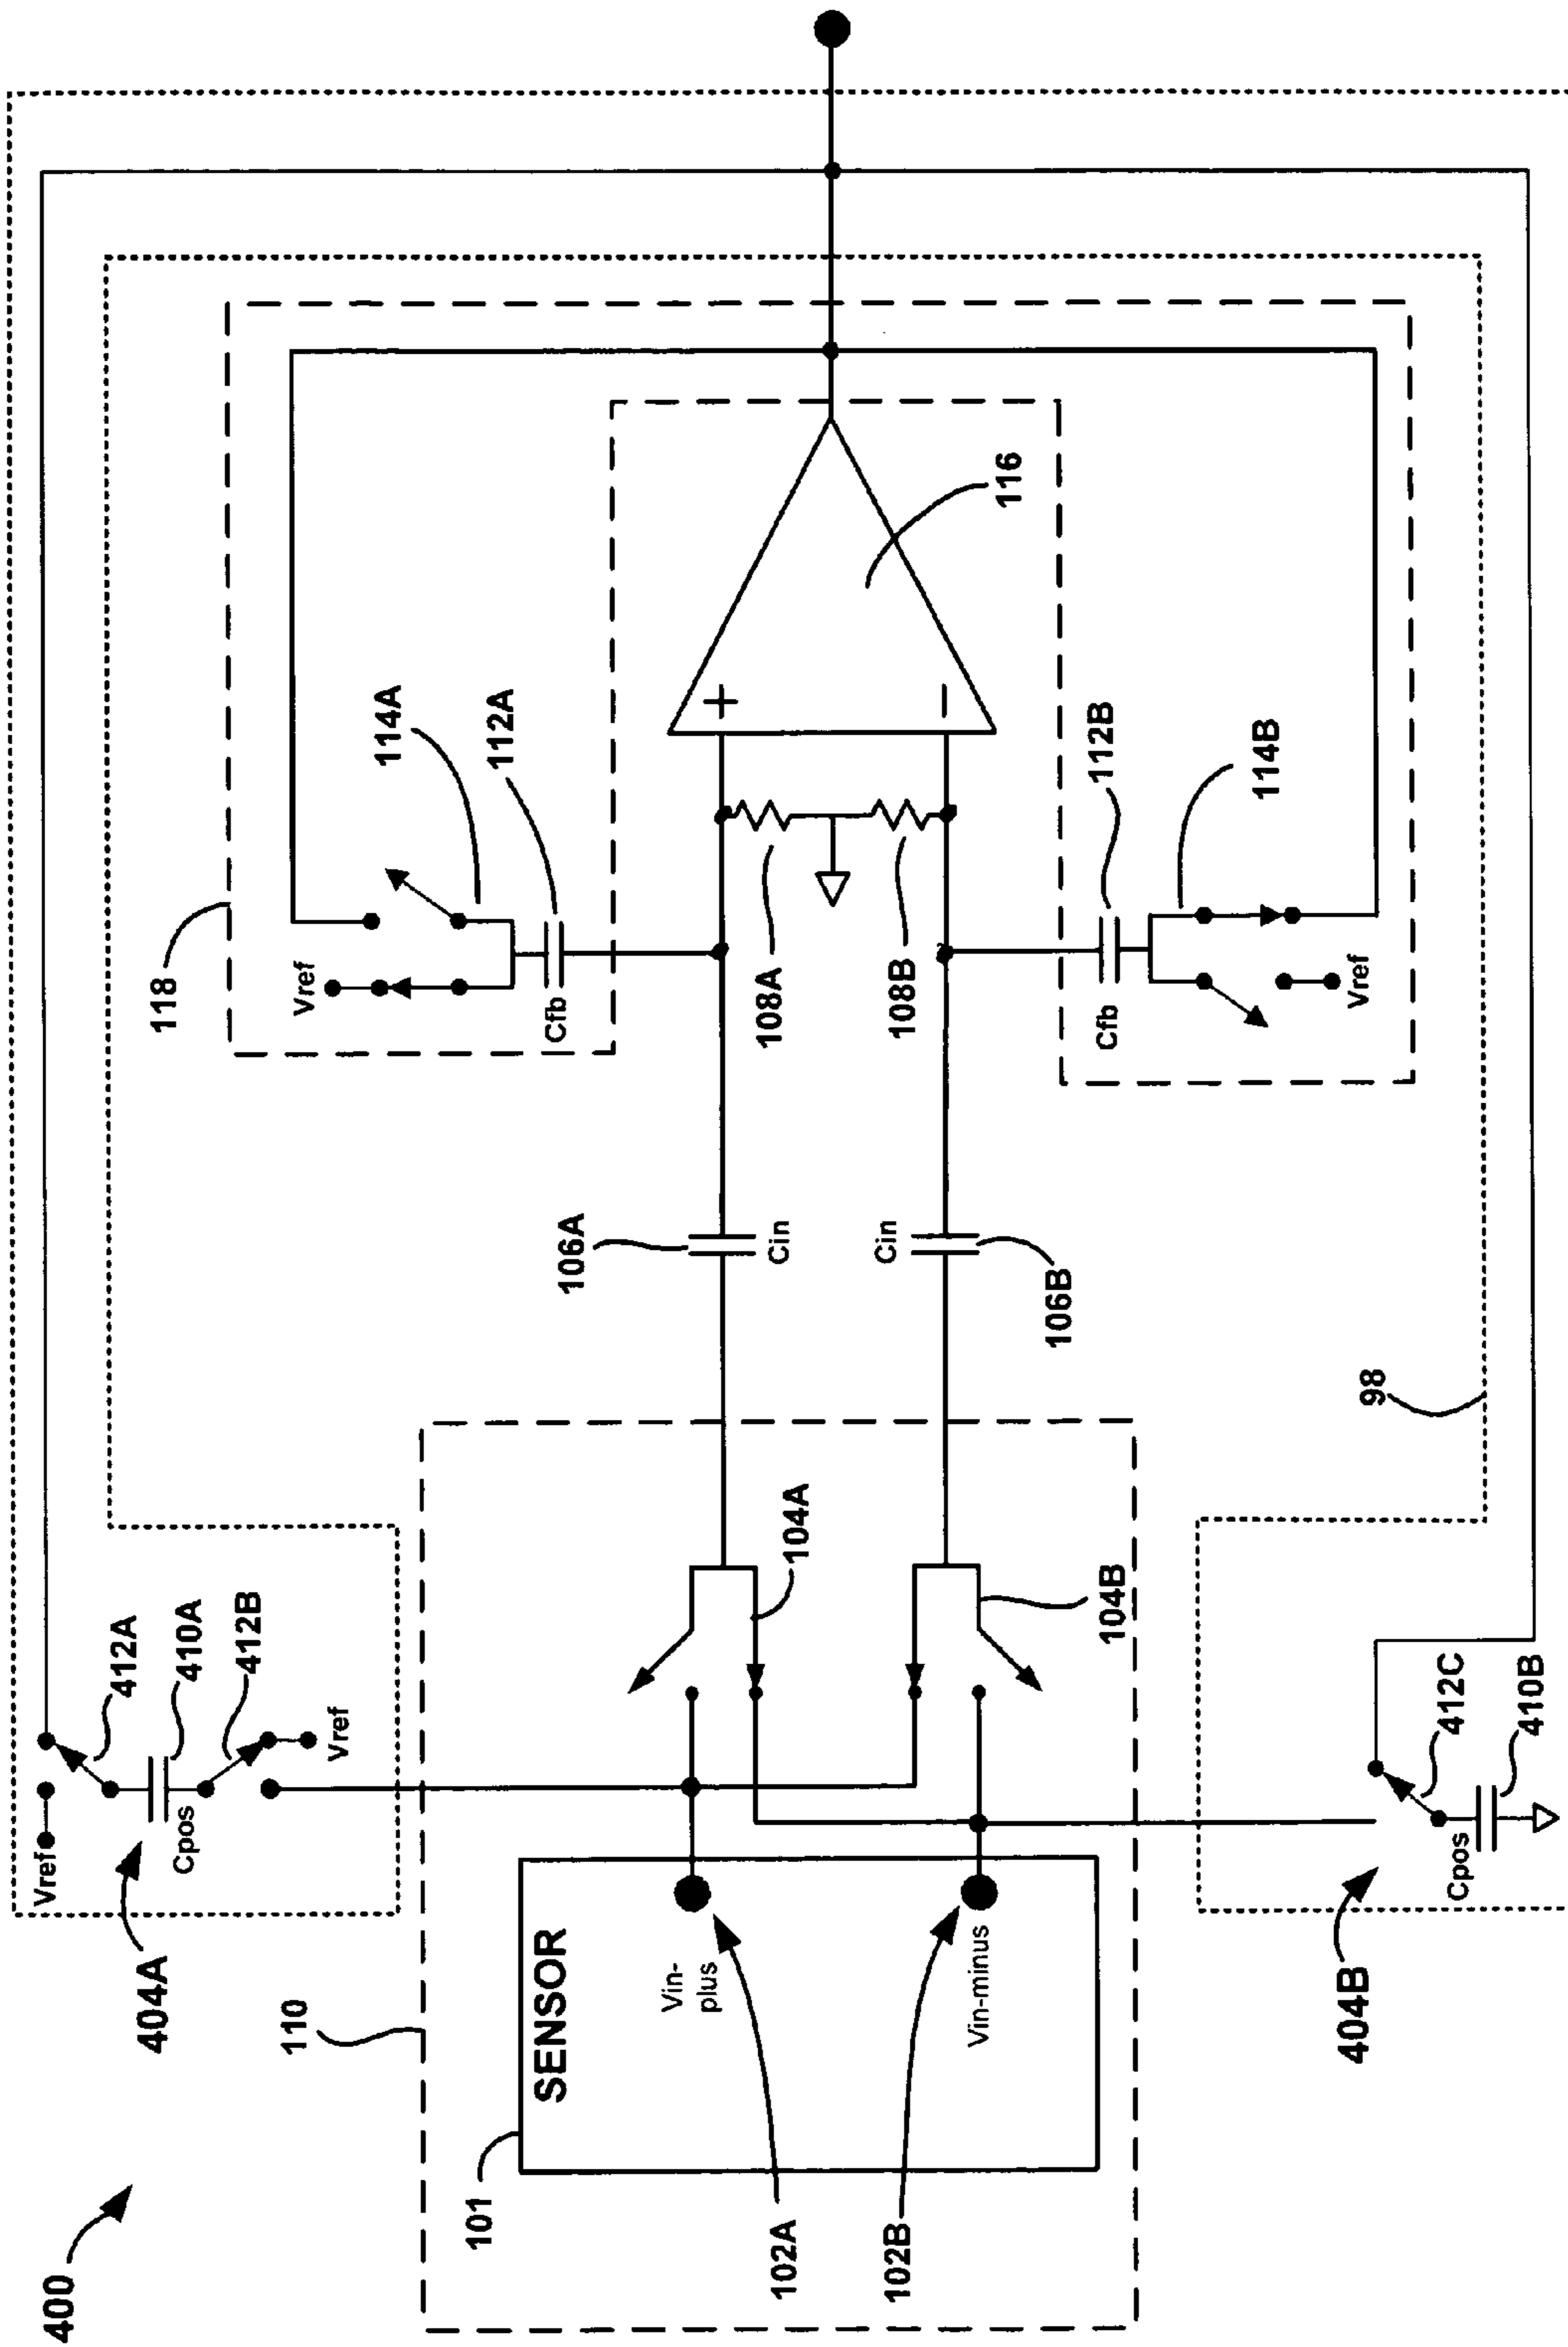 400
404A
Vref
Cpos
412A
410A
412B
Vref
110
101
SENSOR
Vin-
plus
Vin-minus
102A
102B
104A
104B
106A
Cin
Cin
106B
118
Vref
114A
Cfb
112A
108A
108B
+
−
116
112B
Cfb
114B
Vref
98
404B
Cpos
412C
410B